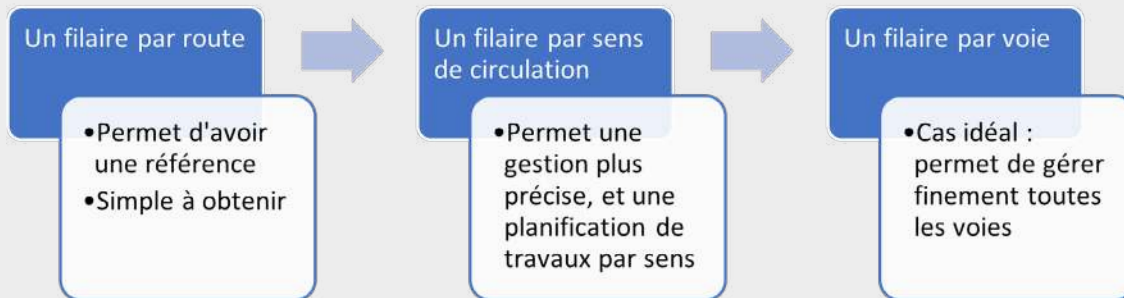 Un filaire par route
•Permet d'avoir
une référence
•Simple à obtenir
Un filaire par sens
de circulation
•Permet une
gestion plus
précise, et une
planification de
travaux par sens
Un filaire par voie
•Cas idéal :
permet de gérer
finement toutes
les voies